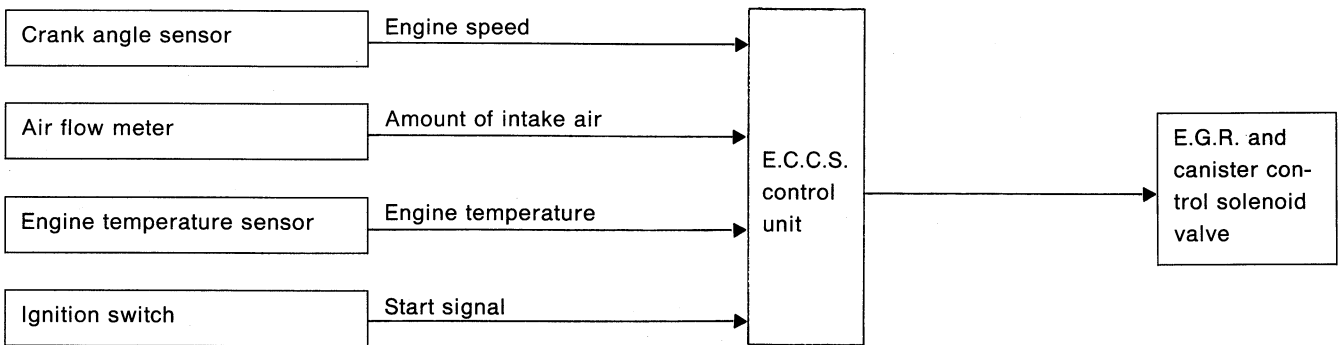 Crank angle sensor
Engine speed
Air flow meter
Amount of intake air
Engine temperature sensor
Engine temperature
Ignition switch
Start signal
E.C.C.S.
control
unit
E.G.R. and
canister con-
trol solenoid
valve